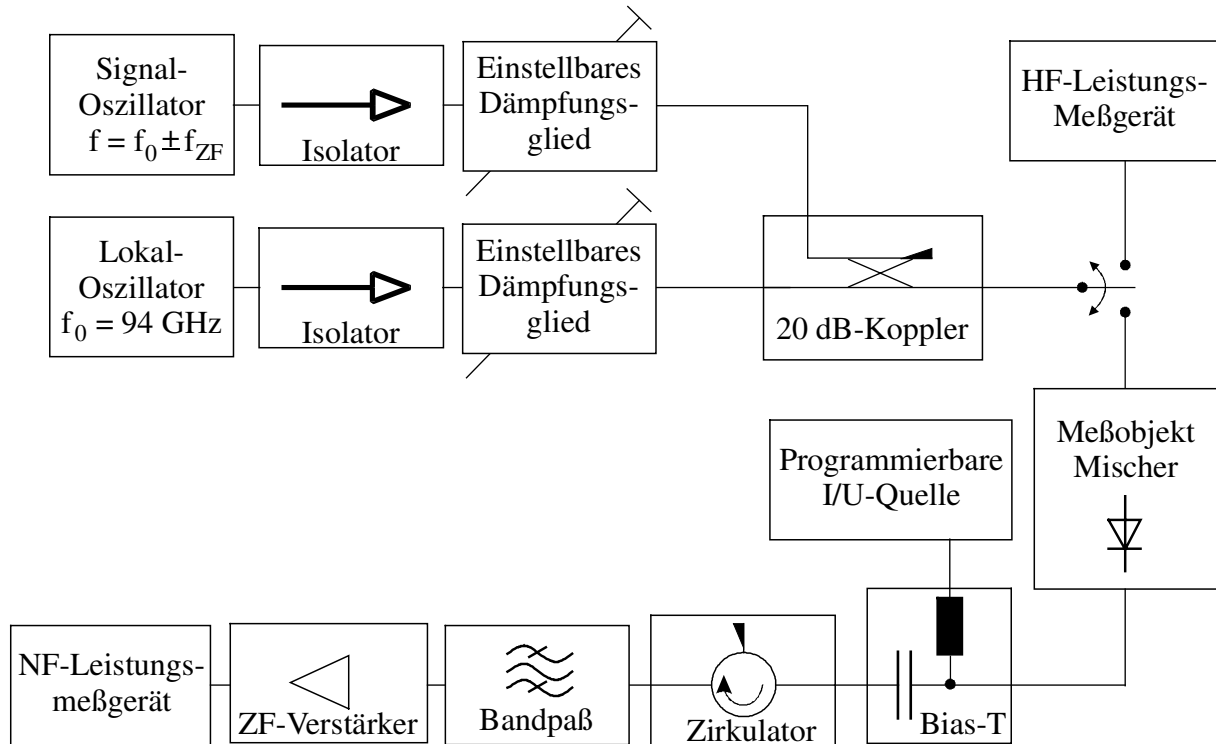 Signal-
Oszillator
f = f₀ ± f_ZF
Isolator
Einstellbares
Dämpfungs-
glied
HF-Leistungs-
Meßgerät
Lokal-
Oszillator
f₀ = 94 GHz
Isolator
Einstellbares
Dämpfungs-
glied
20 dB-Koppler
Meßobjekt
Mischer
Programmierbare
I/U-Quelle
NF-Leistungs-
meßgerät
ZF-Verstärker
Bandpaß
Zirkulator
Bias-T